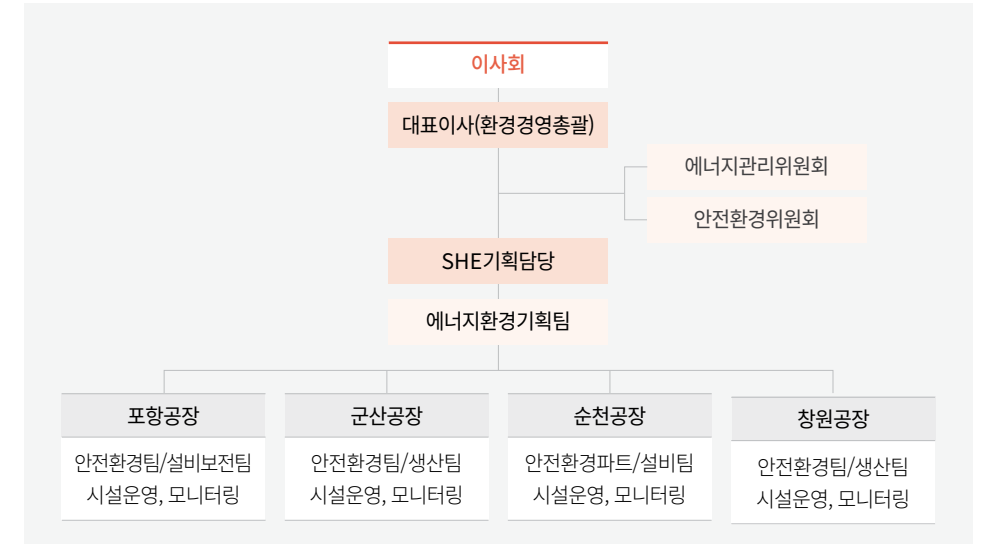 이사회
대표이사(환경경영총괄)
에너지관리위원회
안전환경위원회
SHE기획담당
에너지환경기획팀
포항공장
안전환경팀/설비보전팀
시설운영, 모니터링
군산공장
안전환경팀/생산팀
시설운영, 모니터링
순천공장
안전환경파트/설비팀
시설운영, 모니터링
창원공장
안전환경팀/생산팀
시설운영, 모니터링